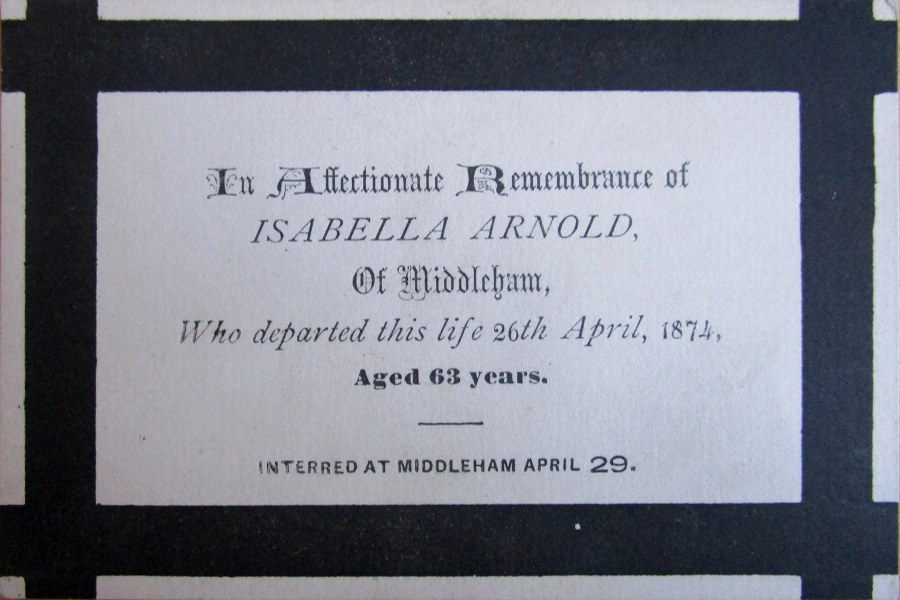 In Affectionate Remembrance of
ISABELLA ARNOLD,
Of Middleham,
Who departed this life 26th April, 1874,
Aged 63 years.
INTERRED AT MIDDLEHAM APRIL 29.